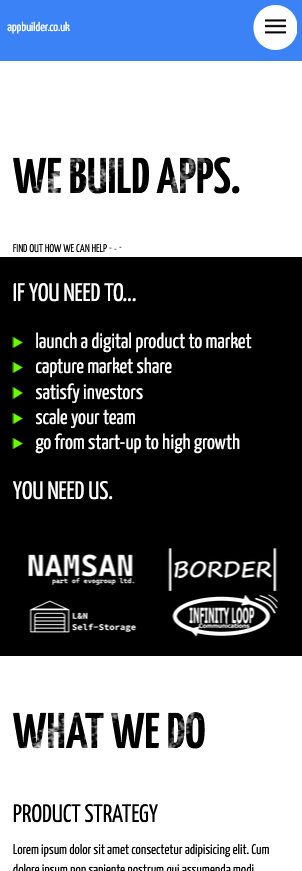 appbuilder.co.uk
WE BUILD APPS.
FIND OUT HOW WE CAN HELP - - -
IF YOU NEED TO...
launch a digital product to market
capture market share
satisfy investors
scale your team
go from start-up to high growth
YOU NEED US.
NAMSAN
part of evogroup ltd.
BORDER
L&N
Self-Storage
INFINITY LOOP
Communications
WHAT WE DO
PRODUCT STRATEGY
Lorem ipsum dolor sit amet consectetur adipisicing elit. Cum
dolore ipsum non sapiente nostrum qui assumenda modi